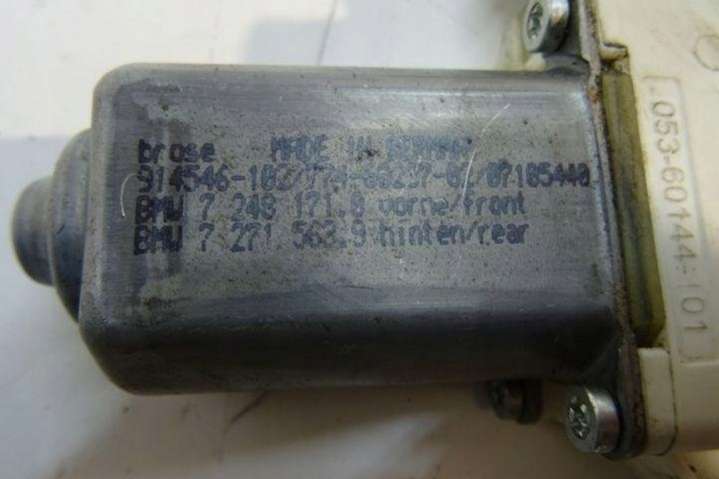 brose MADE IN GERMANY
BMW 7 248 171.8 vorne/front
BMW 7 271 563.9 hinten/rear
053-60144-101